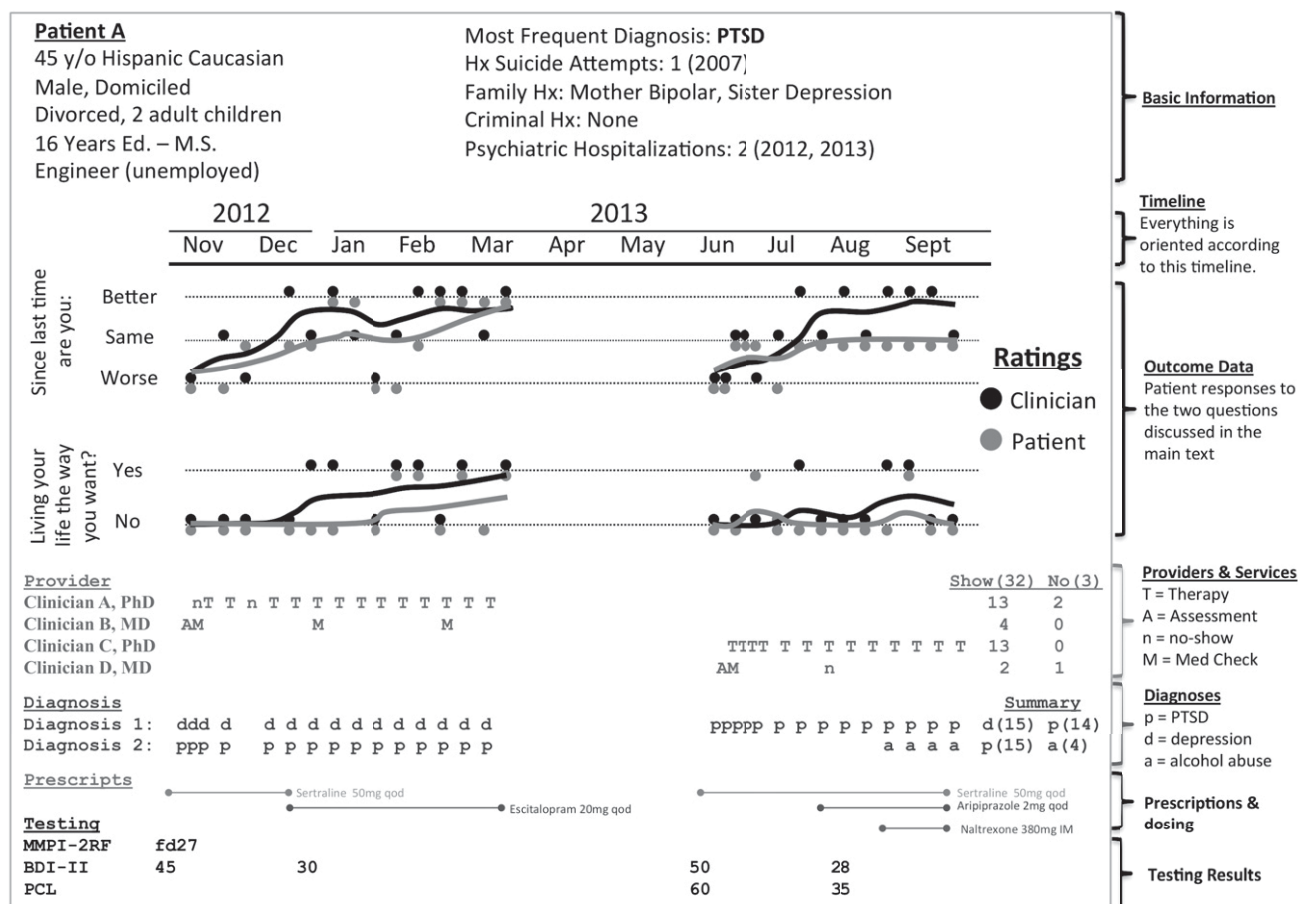 Patient A
45 y/o Hispanic Caucasian
Male, Domiciled
Divorced, 2 adult children
16 Years Ed. – M.S.
Engineer (unemployed)
Most Frequent Diagnosis: PTSD
Hx Suicide Attempts: 1 (2007)
Family Hx: Mother Bipolar, Sister Depression
Criminal Hx: None
Psychiatric Hospitalizations: 2 (2012, 2013)
Basic Information
2012 2013
Nov Dec Jan Feb Mar Apr May Jun Jul Aug Sept
Timeline
Everything is
oriented according
to this timeline.
Since last time
are you:
Better
Same
Worse
Ratings
Clinician
Patient
Outcome Data
Patient responses to
the two questions
discussed in the
main text
Living your
life the way
you want?
Yes
No
Provider Show(32) No(3)
Clinician A, PhD nT T n T T T T T T T T T T T 13 2
Clinician B, MD AM M M 4 0
Clinician C, PhD TTTT T T T T T T T T T 13 0
Clinician D, MD AM n 2 1
Providers & Services
T = Therapy
A = Assessment
n = no-show
M = Med Check
Diagnosis Summary
Diagnosis 1: ddd d d d d d d d d d d d d ppppp p p p p p p p p p d(15) p(14)
Diagnosis 2: ppp p p p p p p p p p p p p a a a a p(15) a(4)
Diagnoses
p = PTSD
d = depression
a = alcohol abuse
Prescripts
Sertraline 50mg qod Sertraline 50mg qod
Escitalopram 20mg qod Aripiprazole 2mg qod
Naltrexone 380mg IM
Prescriptions &
dosing
Testing
MMPI-2RF fd27
BDI-II 45 30 50 28
PCL 60 35
Testing Results